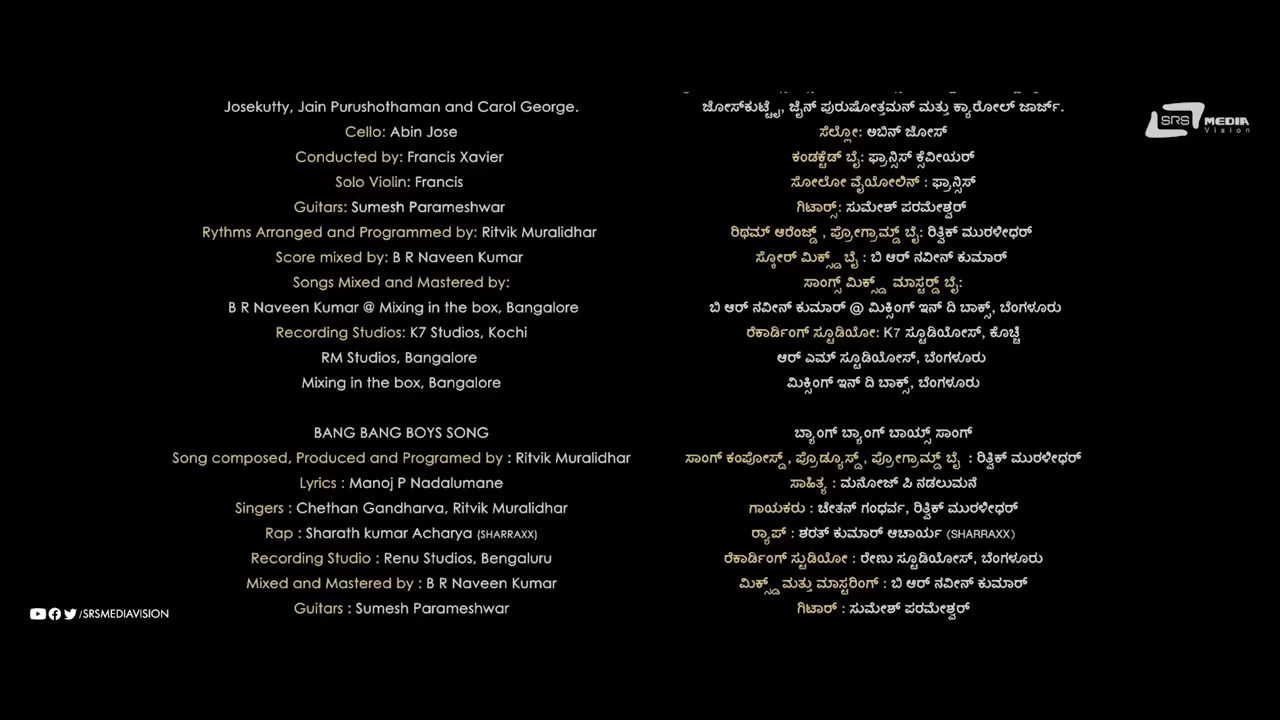 Josekutty, Jain Purushothaman and Carol George.
Cello: Abin Jose
Conducted by: Francis Xavier
Solo Violin: Francis
Guitars: Sumesh Parameshwar
Rythms Arranged and Programmed by: Ritvik Muralidhar
Score mixed by: B R Naveen Kumar
Songs Mixed and Mastered by:
B R Naveen Kumar @ Mixing in the box, Bangalore
Recording Studios: K7 Studios, Kochi
RM Studios, Bangalore
Mixing in the box, Bangalore
BANG BANG BOYS SONG
Song composed, Produced and Programed by : Ritvik Muralidhar
Lyrics : Manoj P Nadalumane
Singers : Chethan Gandharva, Ritvik Muralidhar
Rap : Sharath kumar Acharya (SHARRAXX)
Recording Studio : Renu Studios, Bengaluru
Mixed and Mastered by : B R Naveen Kumar
Guitars : Sumesh Parameshwar
ಜೋಸ್‌ಕುಟ್ಟೈ, ಜೈನ್ ಪುರುಷೋತ್ತಮನ್ ಮತ್ತು ಕ್ಯಾರೋಲ್ ಜಾರ್ಜ್.
ಸೆಲ್ಲೋ: ಅಬಿನ್ ಜೋಸ್
ಕಂಡಕ್ಟೆಡ್ ಬೈ: ಫ್ರಾನ್ಸಿಸ್ ಕ್ಸೆವೀಯರ್
ಸೋಲೋ ವೈಯೋಲಿನ್ : ಫ್ರಾನ್ಸಿಸ್
ಗಿಟಾರ್ಸ್: ಸುಮೇಶ್ ಪರಮೇಶ್ವರ್
ರಿಥಮ್ ಆರೆಂಜ್ಡ್ , ಪ್ರೋಗ್ರಾಮ್ಡ್ ಬೈ: ರಿತ್ವಿಕ್ ಮುರಳೀಧರ್
ಸ್ಕೋರ್ ಮಿಕ್ಸ್ಡ್ ಬೈ : ಬಿ ಆರ್ ನವೀನ್ ಕುಮಾರ್
ಸಾಂಗ್ಸ್ ಮಿಕ್ಸ್ಡ್ ಮಾಸ್ಟರ್ಡ್ ಬೈ:
ಬಿ ಆರ್ ನವೀನ್ ಕುಮಾರ್ @ ಮಿಕ್ಸಿಂಗ್ ಇನ್ ದಿ ಬಾಕ್ಸ್, ಬೆಂಗಳೂರು
ರೆಕಾರ್ಡಿಂಗ್ ಸ್ಟೂಡಿಯೋ: K7 ಸ್ಟೂಡಿಯೋಸ್, ಕೊಚ್ಚಿ
ಆರ್ ಎಮ್ ಸ್ಟೂಡಿಯೋಸ್, ಬೆಂಗಳೂರು
ಮಿಕ್ಸಿಂಗ್ ಇನ್ ದಿ ಬಾಕ್ಸ್, ಬೆಂಗಳೂರು
ಬ್ಯಾಂಗ್ ಬ್ಯಾಂಗ್ ಬಾಯ್ಸ್ ಸಾಂಗ್
ಸಾಂಗ್ ಕಂಪೋಸ್ಡ್ , ಪ್ರೊಡ್ಯೂಸ್ಡ್ , ಪ್ರೋಗ್ರಾಮ್ಡ್ ಬೈ : ರಿತ್ವಿಕ್ ಮುರಳೀಧರ್
ಸಾಹಿತ್ಯ : ಮನೋಜ್ ಪಿ ನಡಲುಮನೆ
ಗಾಯಕರು : ಚೇತನ್ ಗಂಧರ್ವ, ರಿತ್ವಿಕ್ ಮುರಳೀಧರ್
ರ‍್ಯಾಪ್ : ಶರತ್ ಕುಮಾರ್ ಆಚಾರ್ಯ (SHARRAXX)
ರೆಕಾರ್ಡಿಂಗ್ ಸ್ಟುಡಿಯೋ : ರೇಣು ಸ್ಟೂಡಿಯೋಸ್, ಬೆಂಗಳೂರು
ಮಿಕ್ಸ್ಡ್ ಮತ್ತು ಮಾಸ್ಟರಿಂಗ್ : ಬಿ ಆರ್ ನವೀನ್ ಕುಮಾರ್
ಗಿಟಾರ್ : ಸುಮೇಶ್ ಪರಮೇಶ್ವರ್
SRS MEDIA
Vision
/SRSMEDIAVISION